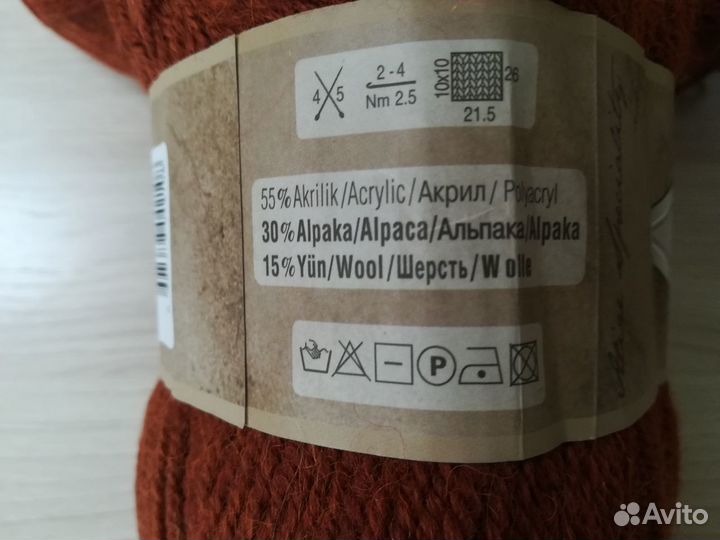 4 5
2 - 4
Nm 2.5
10x10
26
21.5
55% Akrilik/Acrylic/Акрил/ Polyacryl
30% Alpaka/Alpaca/Альпака/Alpaka
15% Yün/Wool/Шерсть/Wolle
P
Avito